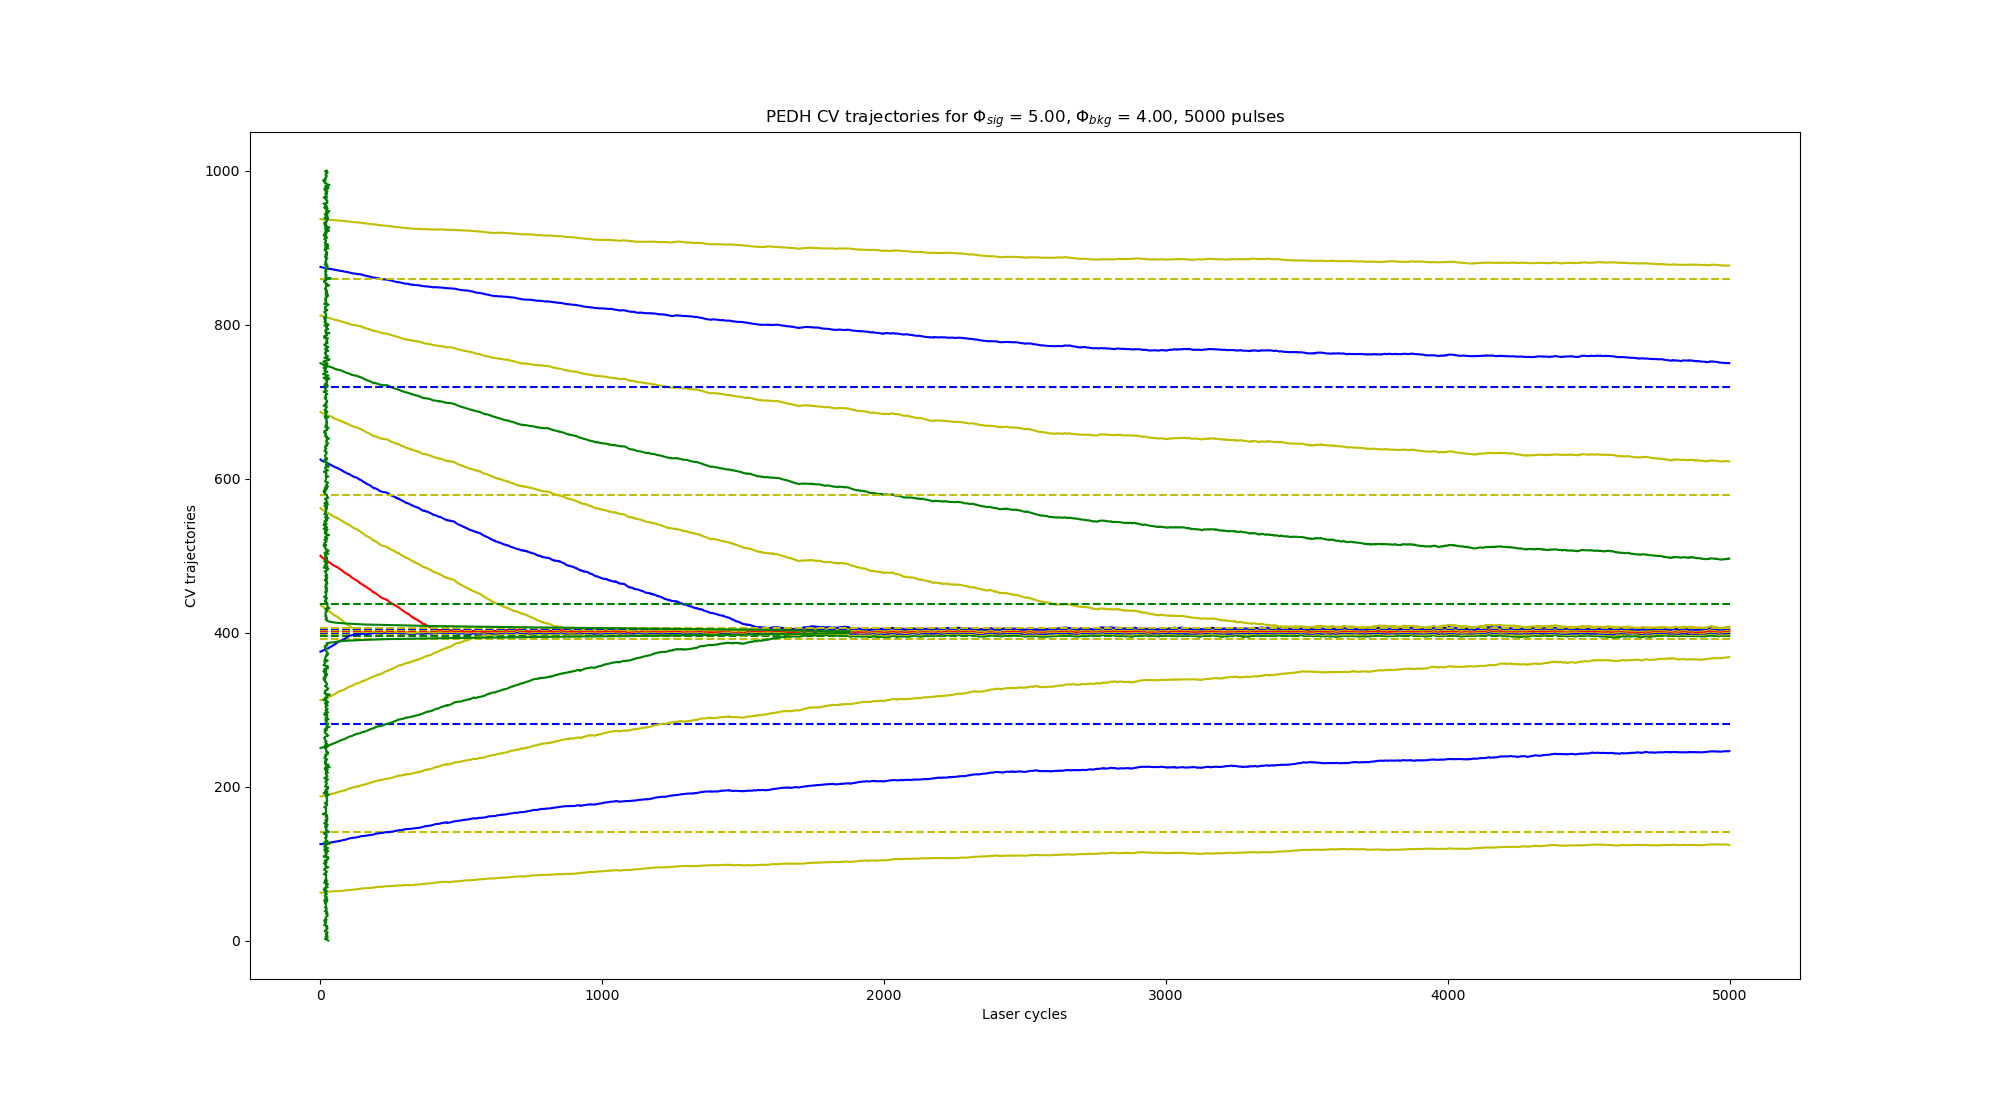 PEDH CV trajectories for Φsig = 5.00, Φbkg = 4.00, 5000 pulses
1000
800
600
400
200
0
CV trajectories
0 1000 2000 3000 4000 5000
Laser cycles